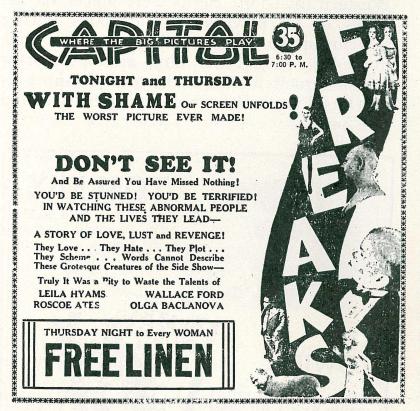 CAPITOL
WHERE THE BIG PICTURES PLAY
35
6:30 to
7:00 P. M.
TONIGHT and THURSDAY
WITH SHAME Our SCREEN UNFOLDS!
THE WORST PICTURE EVER MADE!
DON'T SEE IT!
And Be Assured You Have Missed Nothing!
YOU'D BE STUNNED! YOU'D BE TERRIFIED!
IN WATCHING THESE ABNORMAL PEOPLE
AND THE LIVES THEY LEAD—
A STORY OF LOVE, LUST and REVENGE!
They Love . . They Hate . . . They Plot . . .
They Scheme . . . Words Cannot Describe
These Grotesque Creatures of the Side Show—
Truly It Was a Pity to Waste the Talents of
LEILA HYAMS WALLACE FORD
ROSCOE ATES OLGA BACLANOVA
THURSDAY NIGHT to Every WOMAN
FREE LINEN
FREAKS